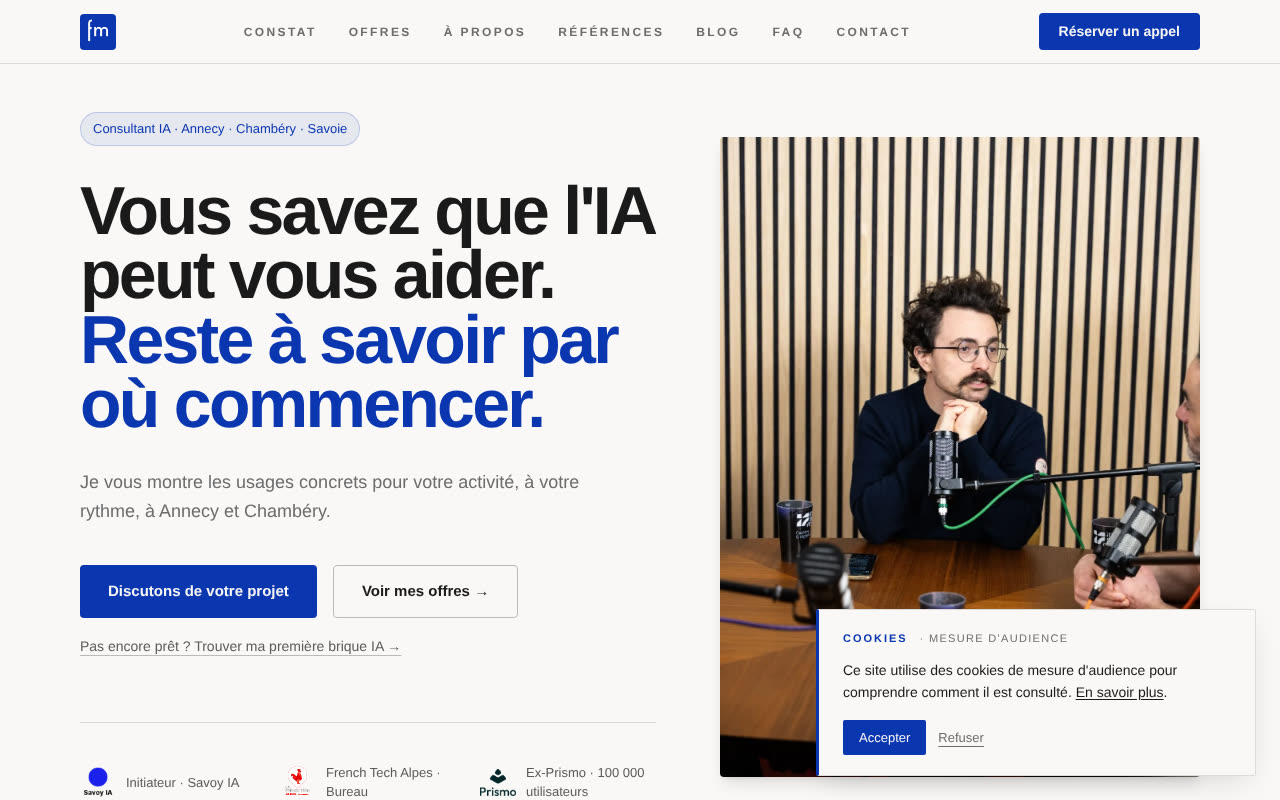 fm
CONSTAT
OFFRES
À PROPOS
RÉFÉRENCES
BLOG
FAQ
CONTACT
Réserver un appel
Consultant IA · Annecy · Chambéry · Savoie
Vous savez que l'IA
peut vous aider.
Reste à savoir par
où commencer.
Je vous montre les usages concrets pour votre activité, à votre
rythme, à Annecy et Chambéry.
Discutons de votre projet
Voir mes offres →
Pas encore prêt ? Trouver ma première brique IA →
Savoy IA
Initiateur · Savoy IA
French Tech Alpes ·
Bureau
Prismo
Ex-Prismo · 100 000
utilisateurs
COOKIES · MESURE D'AUDIENCE
Ce site utilise des cookies de mesure d'audience pour
comprendre comment il est consulté. En savoir plus.
Accepter
Refuser